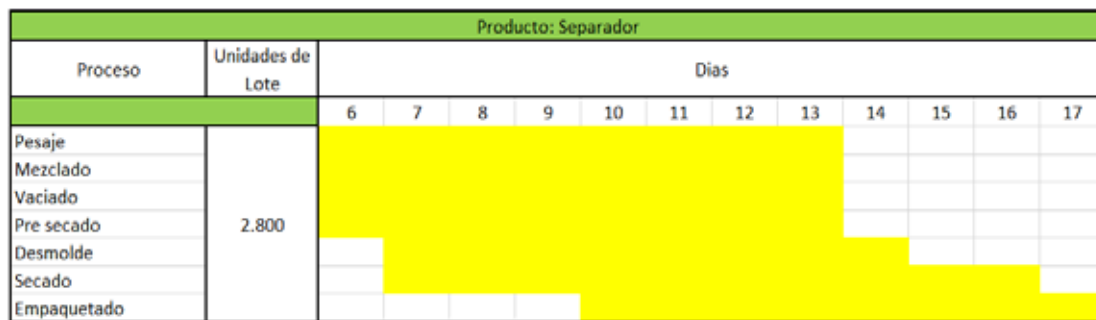 Producto: Separador
Proceso
Unidades de
Lote
Dias
6 7 8 9 10 11 12 13 14 15 16 17
Pesaje
Mezclado
Vaciado
Pre secado
2.800
Desmolde
Secado
Empaquetado